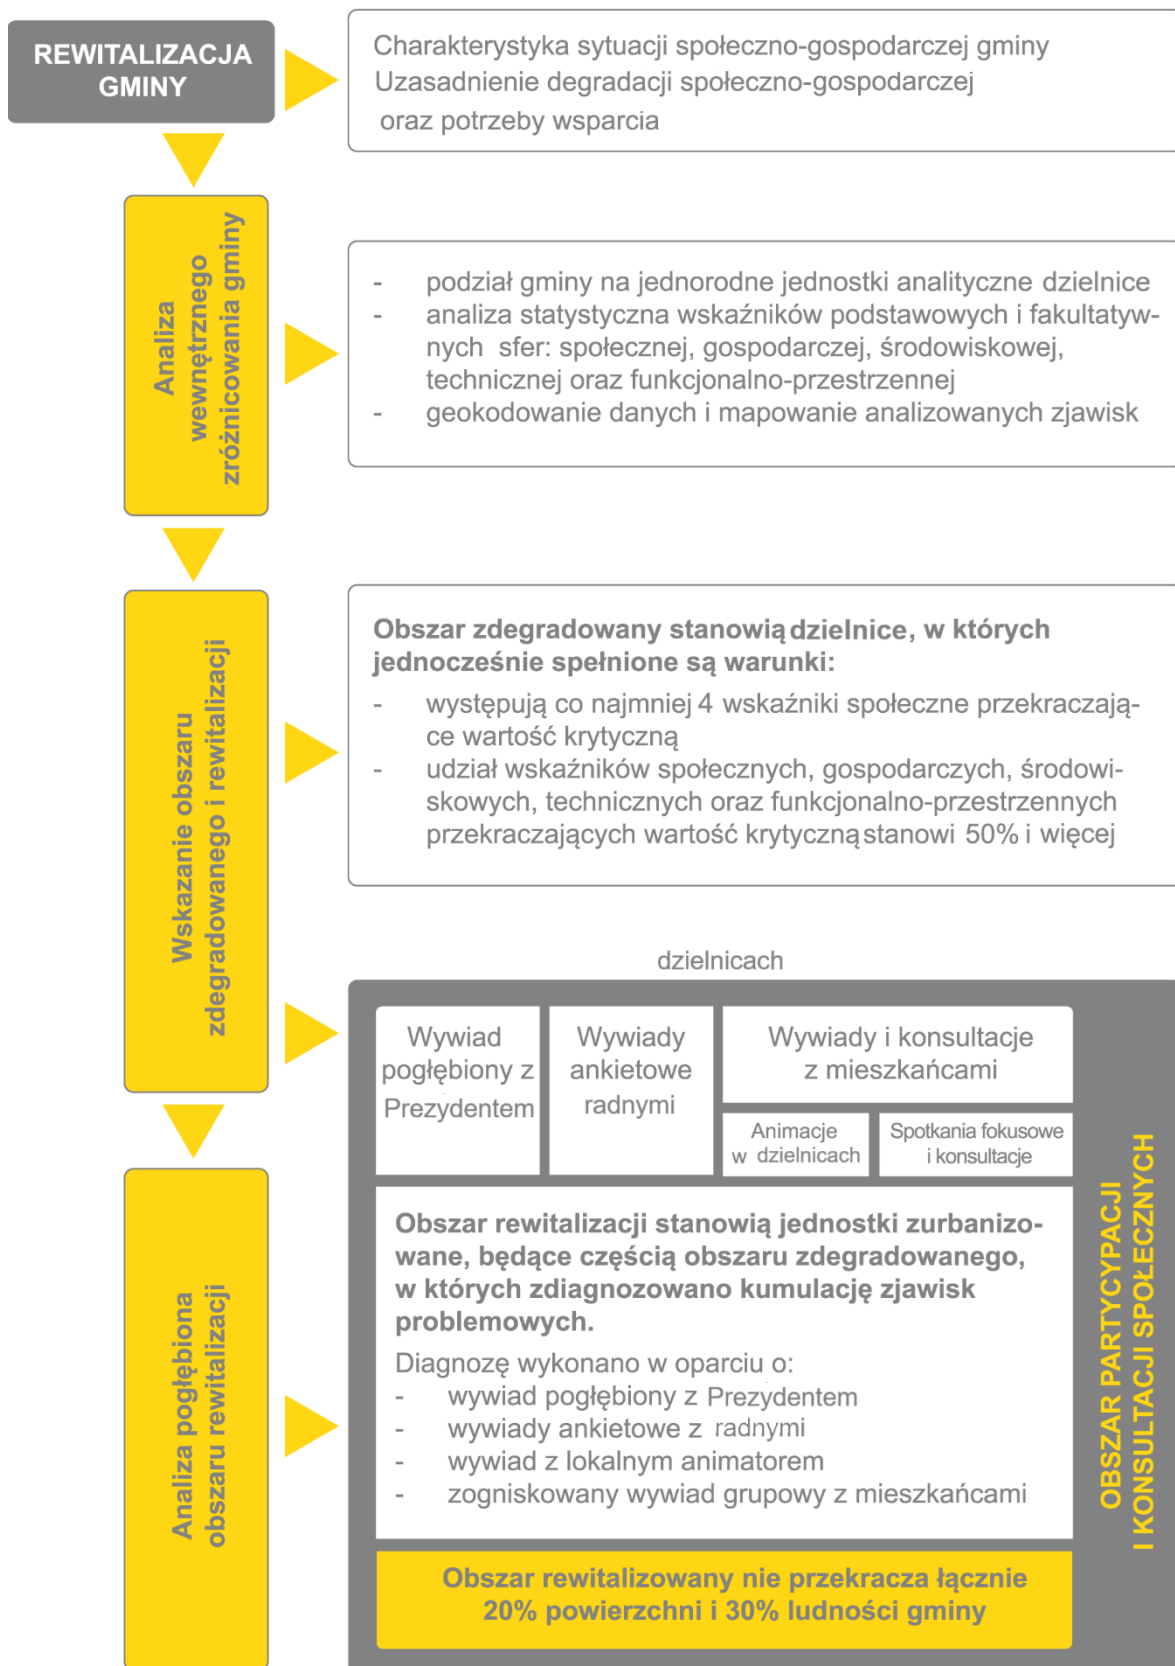 REWITALIZACJA
GMINY
Charakterystyka sytuacji społeczno-gospodarczej gminy
Uzasadnienie degradacji społeczno-gospodarczej
oraz potrzeby wsparcia
Analiza
wewnętrznego
zróżnicowania gminy
- podział gminy na jednorodne jednostki analityczne dzielnice
- analiza statystyczna wskaźników podstawowych i fakultatyw-
nych sfer: społecznej, gospodarczej, środowiskowej,
technicznej oraz funkcjonalno-przestrzennej
- geokodowanie danych i mapowanie analizowanych zjawisk
Wskazanie obszaru
zdegradowanego i rewitalizacji
Obszar zdegradowany stanowią dzielnice, w których
jednocześnie spełnione są warunki:
- występują co najmniej 4 wskaźniki społeczne przekraczają-
ce wartość krytyczną
- udział wskaźników społecznych, gospodarczych, środowi-
skowych, technicznych oraz funkcjonalno-przestrzennych
przekraczających wartość krytyczną stanowi 50% i więcej
dzielnicach
Wywiad
pogłębiony z
Prezydentem
Wywiady
ankietowe
radnymi
Wywiady i konsultacje
z mieszkańcami
Animacje
w dzielnicach
Spotkania fokusowe
i konsultacje
Analiza pogłębiona
obszaru rewitalizacji
Obszar rewitalizacji stanowią jednostki zurbanizo-
wane, będące częścią obszaru zdegradowanego,
w których zdiagnozowano kumulację zjawisk
problemowych.
Diagnozę wykonano w oparciu o:
- wywiad pogłębiony z Prezydentem
- wywiady ankietowe z radnymi
- wywiad z lokalnym animatorem
- zogniskowany wywiad grupowy z mieszkańcami
Obszar rewitalizowany nie przekracza łącznie
20% powierzchni i 30% ludności gminy
OBSZAR PARTYCYPACJI
I KONSULTACJI SPOŁECZNYCH